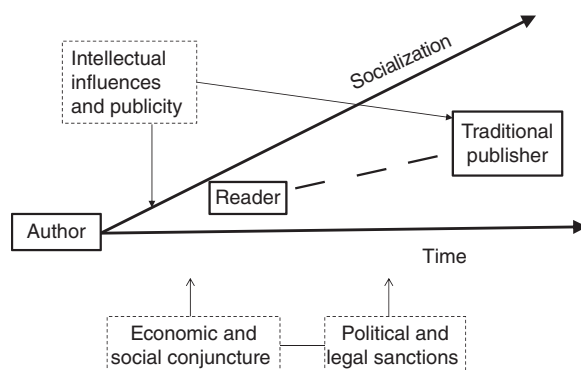 Intellectual
influences
and publicity
Socialization
Traditional
publisher
Reader
Author
Time
Economic and
social conjuncture
Political and
legal sanctions